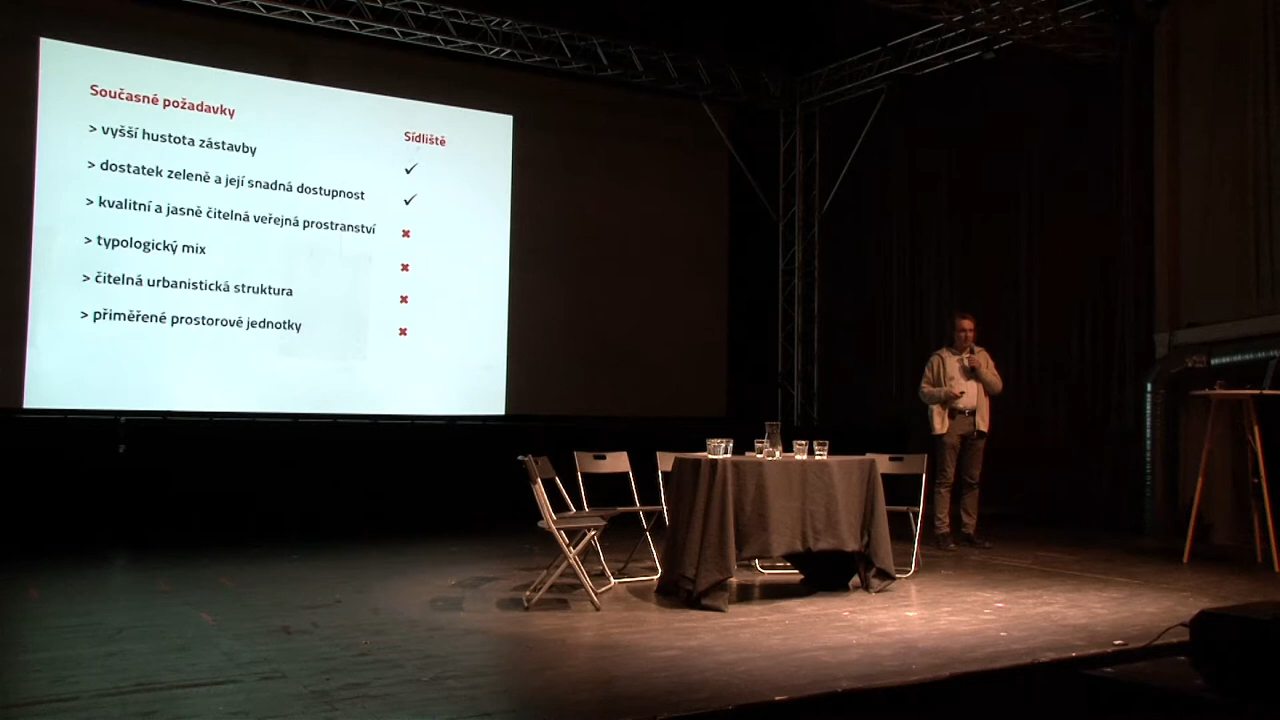 Současné požadavky
Sídliště
> vyšší hustota zástavby ✓
> dostatek zeleně a její snadná dostupnost ✓
> kvalitní a jasně čitelná veřejná prostranství ✖
> typologický mix ✖
> čitelná urbanistická struktura ✖
> přiměřené prostorové jednotky ✖